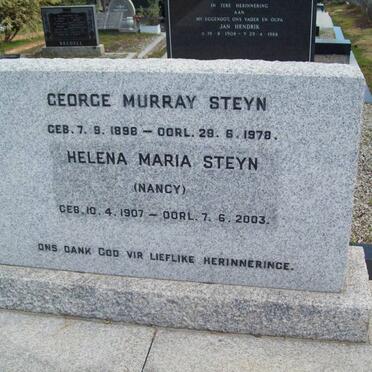 BREDELL
IN TERE HERINNERING
AAN
MY EGGENOOT, ONS VADER EN OUPA
JAN HENDRIK
GEORGE MURRAY STEYN
GEB. 7. 9. 1898 – OORL. 28. 6. 1978.
HELENA MARIA STEYN
(NANCY)
GEB. 10. 4. 1907 – OORL. 7. 6. 2003.
ONS DANK GOD VIR LIEFLIKE HERINNERINGE.